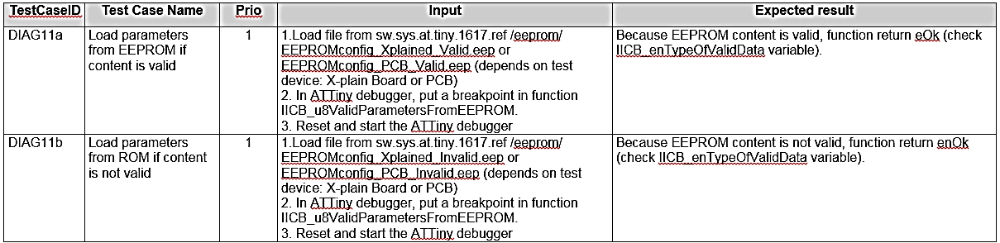 TestCaseID Test Case Name Prio Input Expected result
DIAG11a Load parameters from EEPROM if content is valid 1
1.Load file from sw.sys.at.tiny.1617.ref /eeprom/
EEPROMconfig_Xplained_Valid.eep or
EEPROMconfig_PCB_Valid.eep (depends on test
device: X-plain Board or PCB)
2. In ATTiny debugger, put a breakpoint in function
IICB_u8ValidParametersFromEEPROM.
3. Reset and start the ATTiny debugger
Because EEPROM content is valid, function return eOk (check
IICB_enTypeOfValidData variable).
DIAG11b Load parameters from ROM if content is not valid 1
1.Load file from sw.sys.at.tiny.1617.ref /eeprom/
EEPROMconfig_Xplained_Invalid.eep or
EEPROMconfig_PCB_Invalid.eep (depends on test
device: X-plain Board or PCB)
2. In ATTiny debugger, put a breakpoint in function
IICB_u8ValidParametersFromEEPROM.
3. Reset and start the ATTiny debugger
Because EEPROM content is not valid, function return enOk
(check IICB_enTypeOfValidData variable).